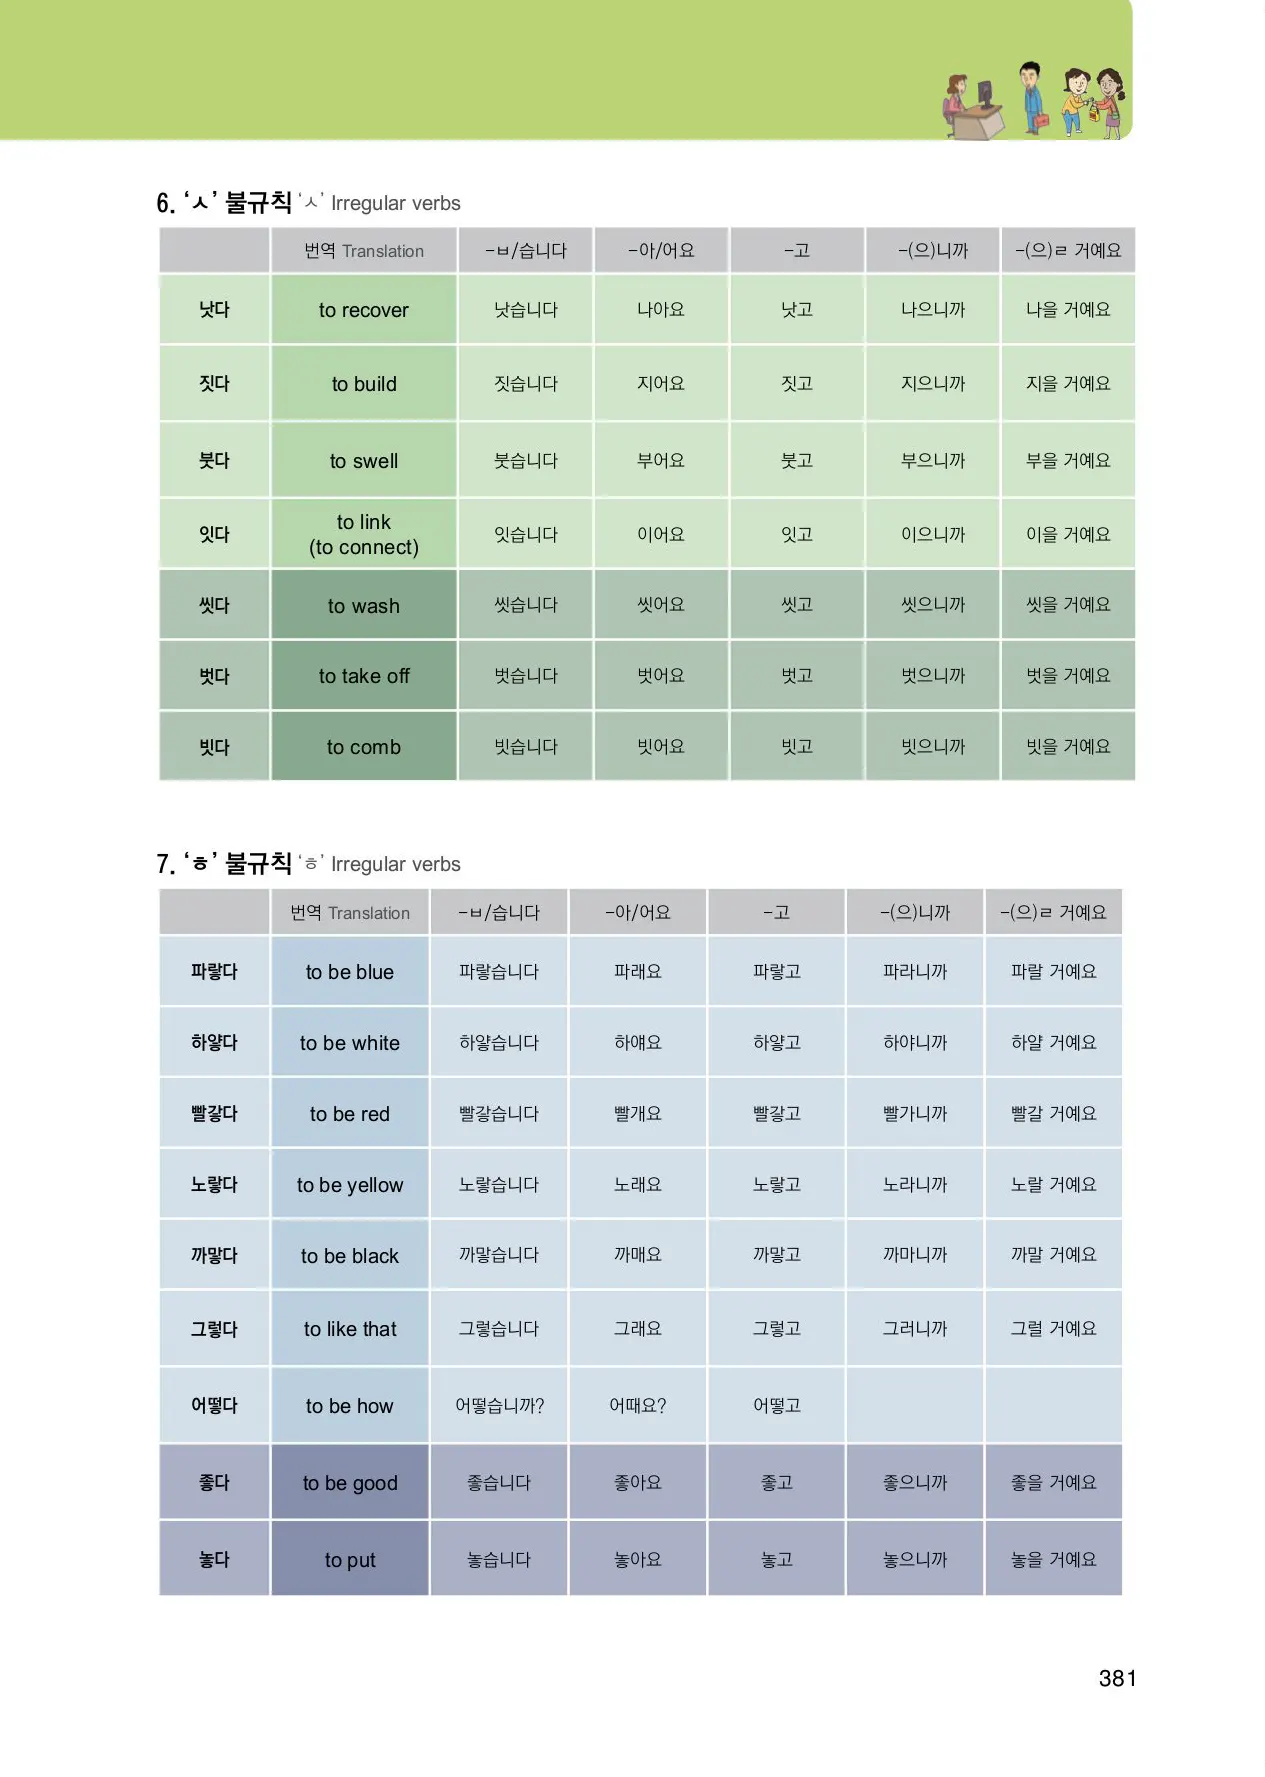 6. ‘ㅅ’ 불규칙 ‘ㅅ’ Irregular verbs
번역 Translation -ㅂ/습니다 -아/어요 -고 -(으)니까 -(으)ㄹ 거예요
낫다 to recover 낫습니다 나아요 낫고 나으니까 나을 거예요
짓다 to build 짓습니다 지어요 짓고 지으니까 지을 거예요
붓다 to swell 붓습니다 부어요 붓고 부으니까 부을 거예요
잇다 to link (to connect) 잇습니다 이어요 잇고 이으니까 이을 거예요
씻다 to wash 씻습니다 씻어요 씻고 씻으니까 씻을 거예요
벗다 to take off 벗습니다 벗어요 벗고 벗으니까 벗을 거예요
빗다 to comb 빗습니다 빗어요 빗고 빗으니까 빗을 거예요
7. ‘ㅎ’ 불규칙 ‘ㅎ’ Irregular verbs
번역 Translation -ㅂ/습니다 -아/어요 -고 -(으)니까 -(으)ㄹ 거예요
파랗다 to be blue 파랗습니다 파래요 파랗고 파라니까 파랄 거예요
하얗다 to be white 하얗습니다 하얘요 하얗고 하야니까 하얄 거예요
빨갛다 to be red 빨갛습니다 빨개요 빨갛고 빨가니까 빨갈 거예요
노랗다 to be yellow 노랗습니다 노래요 노랗고 노라니까 노랄 거예요
까맣다 to be black 까맣습니다 까매요 까맣고 까마니까 까말 거예요
그렇다 to like that 그렇습니다 그래요 그렇고 그러니까 그럴 거예요
어떻다 to be how 어떻습니까? 어때요? 어떻고
좋다 to be good 좋습니다 좋아요 좋고 좋으니까 좋을 거예요
놓다 to put 놓습니다 놓아요 놓고 놓으니까 놓을 거예요
381